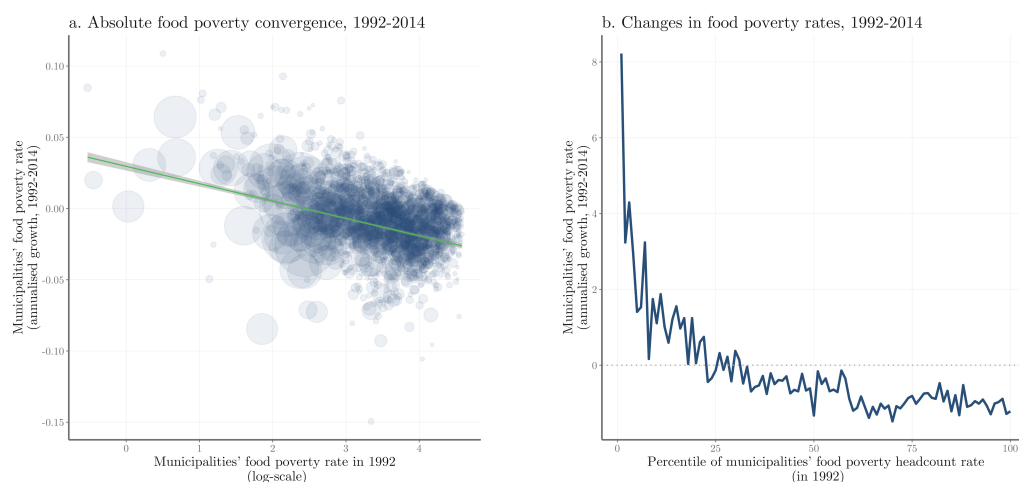 a. Absolute food poverty convergence, 1992-2014
Municipalities' food poverty rate
(annualised growth, 1992-2014)
0.10
0.05
0.00
-0.05
-0.10
-0.15
0
1
2
3
4
Municipalities' food poverty rate in 1992
(log-scale)
b. Changes in food poverty rates, 1992-2014
Municipalities' food poverty rate
(annualised growth, 1992-2014)
8
6
4
2
0
0
25
50
75
100
Percentile of municipalities' food poverty headcount rate
(in 1992)